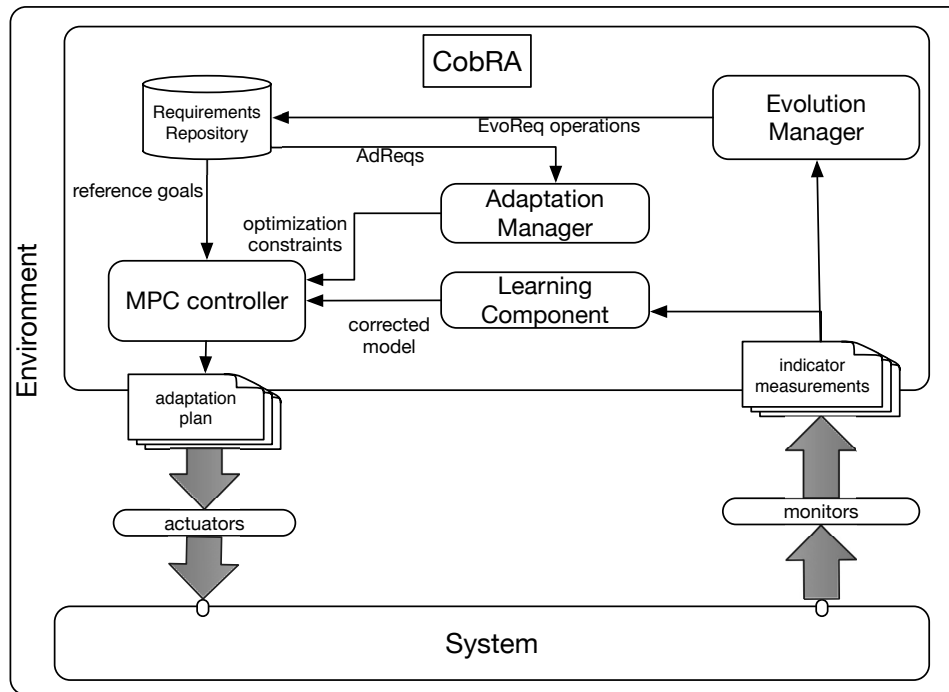 CobRA
Requirements
Repository
Evolution
Manager
EvoReq operations
AdReqs
reference goals
Adaptation
Manager
optimization
constraints
MPC controller
Learning
Component
corrected
model
indicator
measurements
adaptation
plan
Environment
actuators
monitors
System